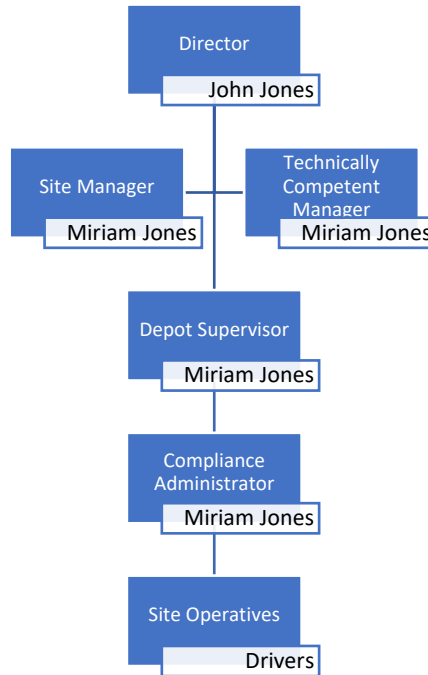 Director
John Jones
Site Manager
Miriam Jones
Technically
Competent
Manager
Miriam Jones
Depot Supervisor
Miriam Jones
Compliance
Administrator
Miriam Jones
Site Operatives
Drivers